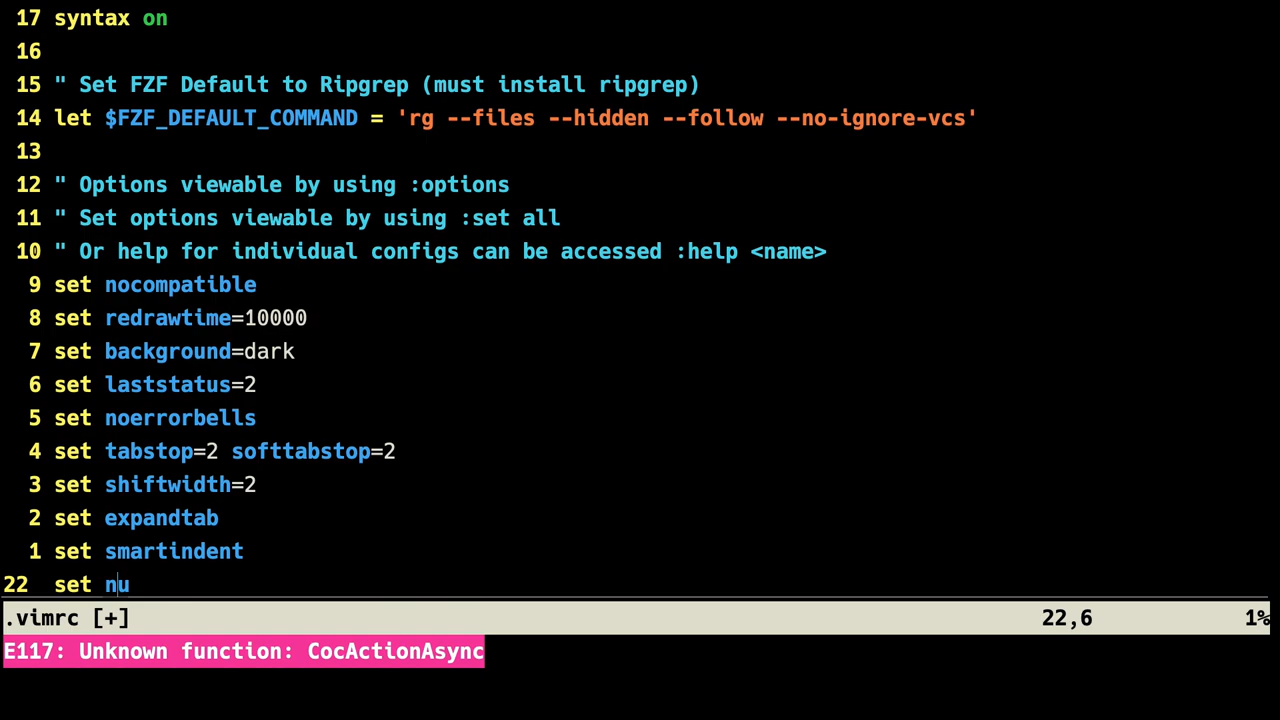 17 syntax on
16
15 " Set FZF Default to Ripgrep (must install ripgrep)
14 let $FZF_DEFAULT_COMMAND = 'rg --files --hidden --follow --no-ignore-vcs'
13
12 " Options viewable by using :options
11 " Set options viewable by using :set all
10 " Or help for individual configs can be accessed :help <name>
9 set nocompatible
8 set redrawtime=10000
7 set background=dark
6 set laststatus=2
5 set noerrorbells
4 set tabstop=2 softtabstop=2
3 set shiftwidth=2
2 set expandtab
1 set smartindent
22 set nu
.vimrc [+] 22,6 1%
E117: Unknown function: CocActionAsync